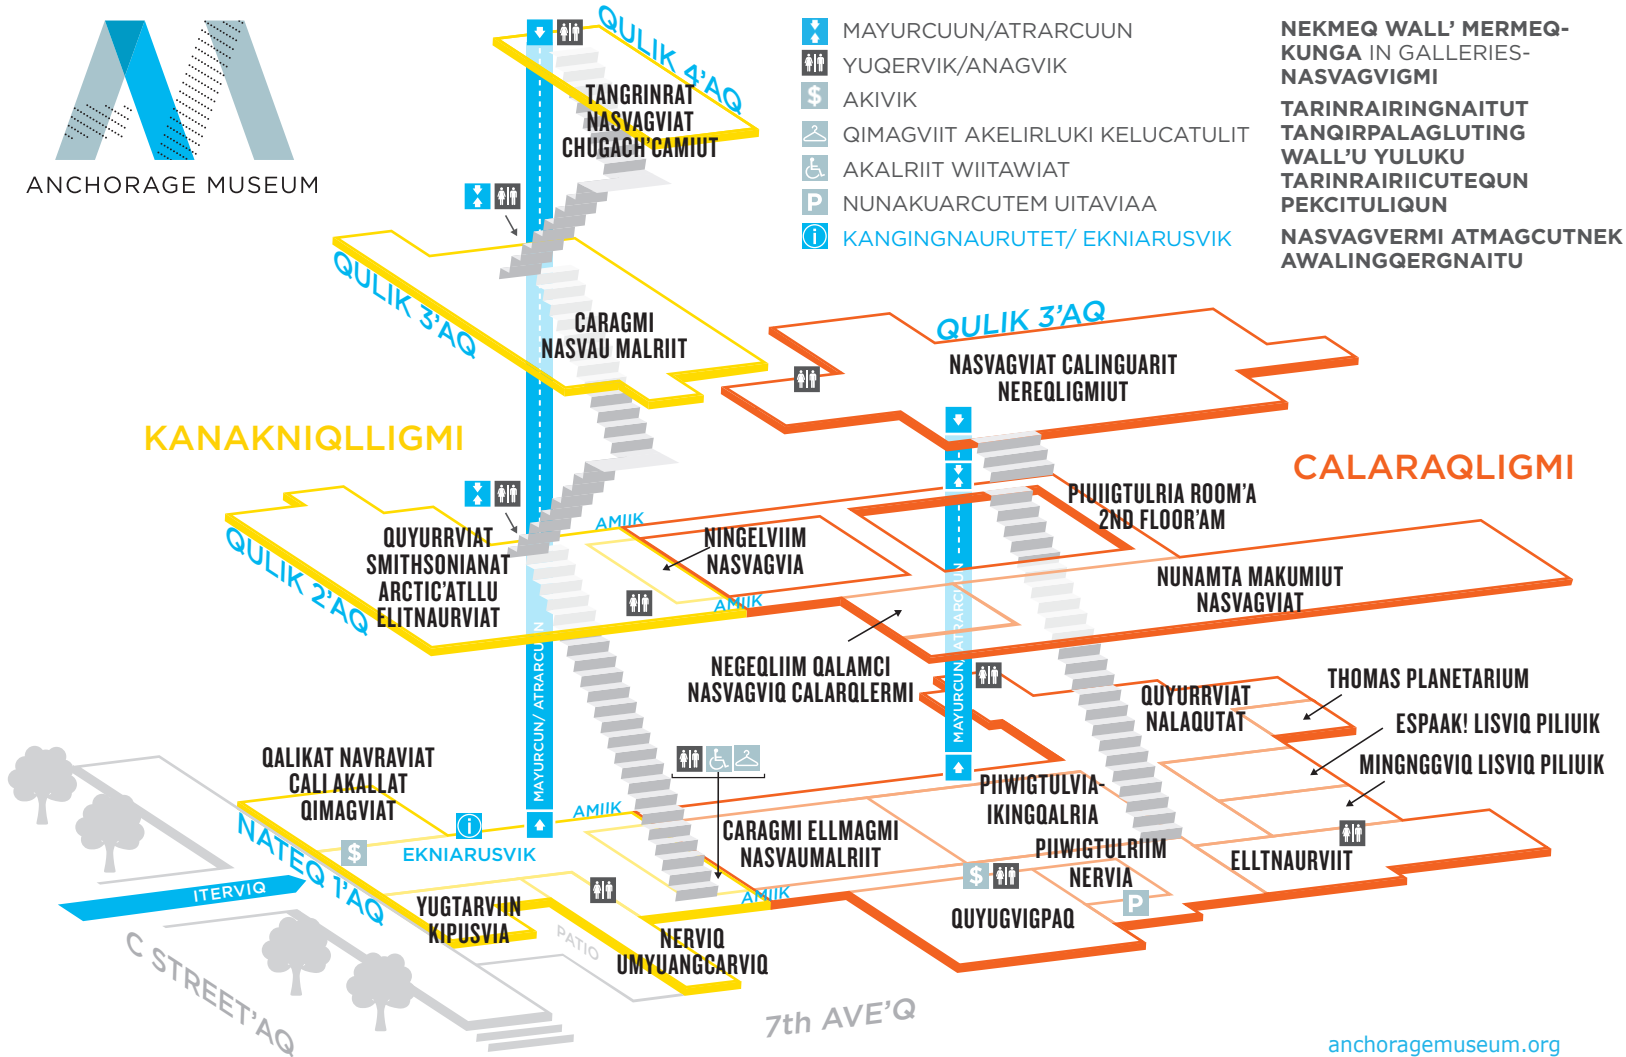 ANCHORAGE MUSEUM
MAYURCUUN/ATRARCUUN
YUQERVIK/ANAGVIK
$ AKIVIK
QIMAGVIIT AKELIRLUKI KELUCATULIT
AKALRIIT WIITAWIAT
P NUNAKUARCUTEM UITAVIAA
i KANGINGNAURUTET/ EKNIARUSVIK
NEKMEQ WALL' MERMEQ-
KUNGA IN GALLERIES-
NASVAGVIGMI
TARINRAIRINGNAITUT
TANQIRPALAGLUTING
WALL'U YULUKU
TARINRAIRIICUTEQUN
PEKCITULIQUN
NASVAGVERMI ATMAGCUTNEK
AWALINGQERGNAITU
QULIK 4'AQ
TANGRINRAT
NASVAGVIAT
CHUGACH'CAMIUT
QULIK 3'AQ
CARAGMI
NASVAU MALRIIT
QULIK 3'AQ
NASVAGVIAT CALINGUARIT
NEREQLIGMIUT
KANAKNIQLLIGMI
CALARAQLIGMI
QULIK 2'AQ
QUYURRVIAT
SMITHSONIANAT
ARCTIC'ATLLU
ELITNAURVIAT
AMIIK
NINGELVIIM
NASVAGVIA
AMIIK
PIUIIGTULRIA ROOM'A
2ND FLOOR'AM
NUNAMTA MAKUMIUT
NASVAGVIAT
NEGEQLIIM QALAMCI
NASVAGVIQ CALARQLERMI
MAYURCUN/ ATRARCUUN
MAYURCUN/ATRARCUUN
QUYURRVIAT
NALAQUTAT
THOMAS PLANETARIUM
ESPAAK! LISVIQ PILIUIK
MINGNGGVIQ LISVIQ PILIUIK
QALIKAT NAVRAVIAT
CALI AKALLAT
QIMAGVIAT
NATEQ 1'AQ
$
i
EKNIARUSVIK
AMIIK
CARAGMI ELLMAGMI
NASVAUMALRIIT
AMIIK
PIIWIGTULVIA-
IKINGQALRIA
PIIWIGTULRIIM
NERVIA
ELLTNAURVIIT
$
P
QUYUGVIGPAQ
ITERVIQ
YUGTARVIIN
KIPUSVIA
PATIO
NERVIQ
UMYUANGCARVIQ
C STREET'AQ
7th AVE'Q
anchoragemuseum.org